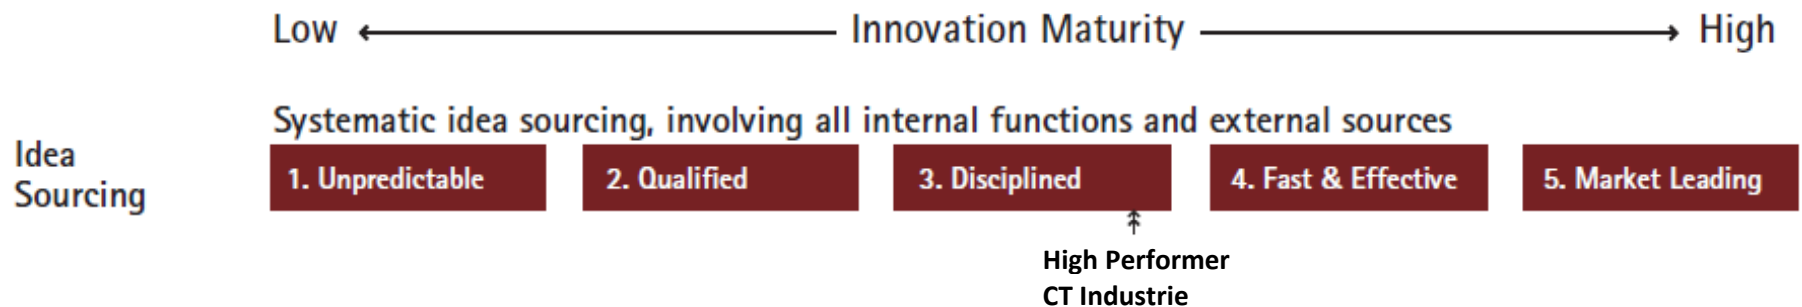 Low Innovation Maturity High
Systematic idea sourcing, involving all internal functions and external sources
Idea
Sourcing
1. Unpredictable
2. Qualified
3. Disciplined
4. Fast & Effective
5. Market Leading
High Performer
CT Industrie